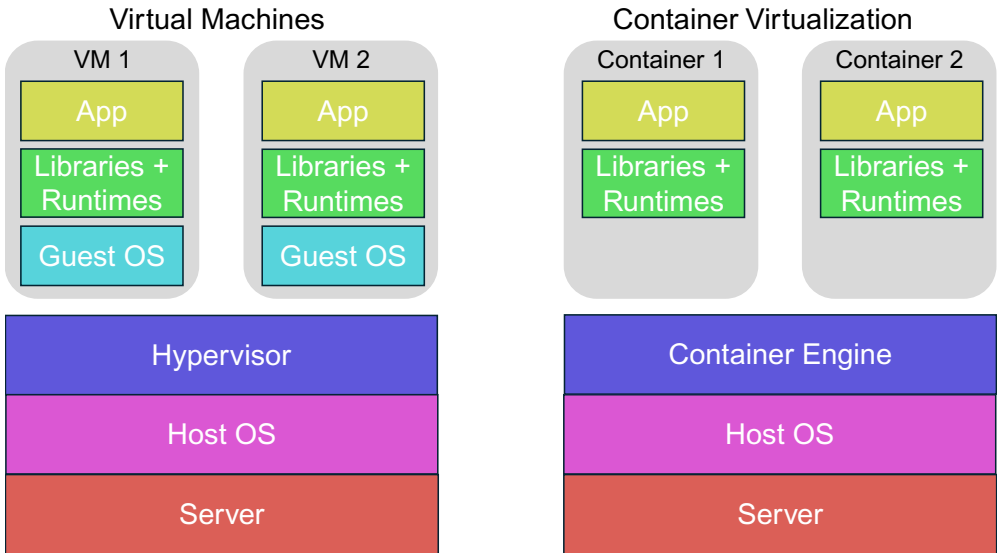 Virtual Machines
VM 1
App
Libraries +
Runtimes
Guest OS
VM 2
App
Libraries +
Runtimes
Guest OS
Hypervisor
Host OS
Server
Container Virtualization
Container 1
App
Libraries +
Runtimes
Container 2
App
Libraries +
Runtimes
Container Engine
Host OS
Server